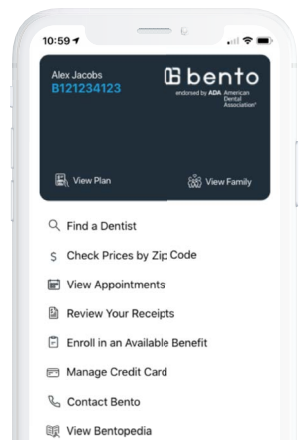 10:59
Alex Jacobs
B121234123
bento
endorsed by ADA American
Dental
Association®
View Plan
View Family
Find a Dentist
$ Check Prices by Zip Code
View Appointments
Review Your Receipts
Enroll in an Available Benefit
Manage Credit Card
Contact Bento
View Bentopedia